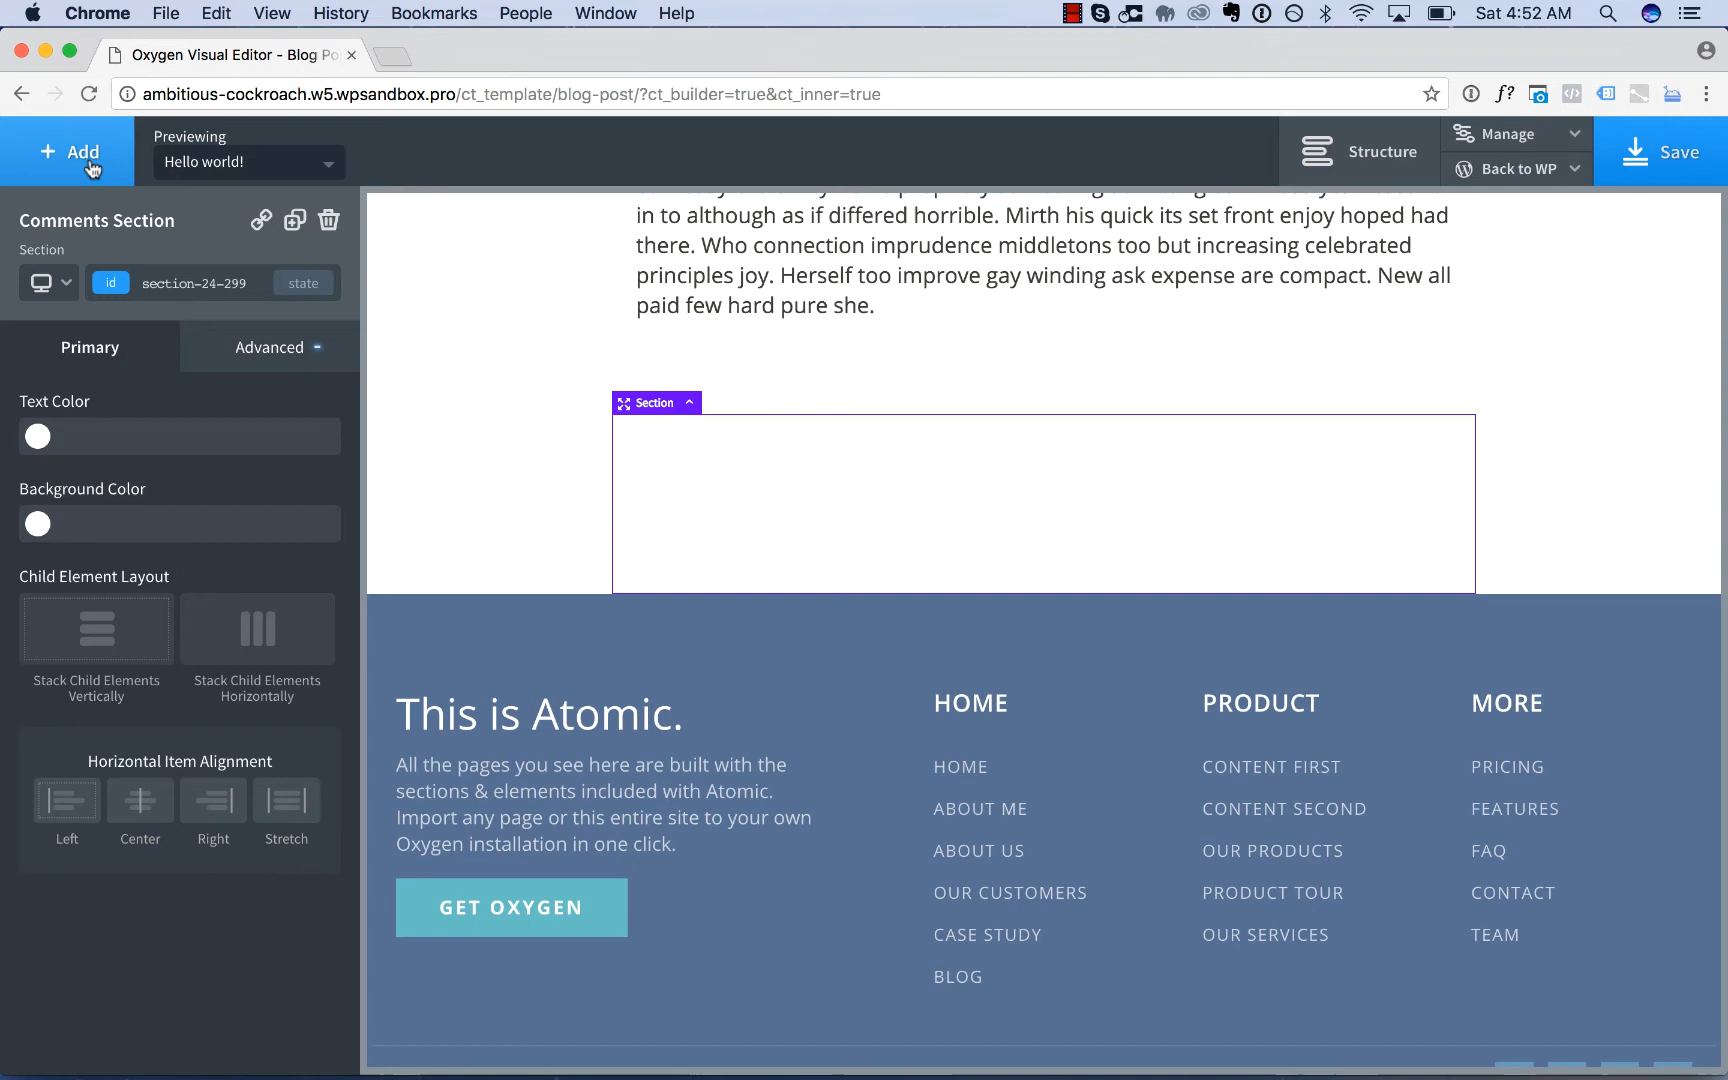 Chrome File Edit View History Bookmarks People Window Help
Sat 4:52 AM
Oxygen Visual Editor - Blog Po
ambitious-cockroach.w5.wpsandbox.pro/ct_template/blog-post/?ct_builder=true&ct_inner=true
+ Add
Previewing
Hello world!
Structure
Manage
Back to WP
Save
Comments Section
Section
id section-24-299 state
Primary
Advanced
Text Color
Background Color
Child Element Layout
Stack Child Elements
Vertically
Stack Child Elements
Horizontally
Horizontal Item Alignment
Left Center Right Stretch
in to although as if differed horrible. Mirth his quick its set front enjoy hoped had
there. Who connection imprudence middletons too but increasing celebrated
principles joy. Herself too improve gay winding ask expense are compact. New all
paid few hard pure she.
Section
This is Atomic.
All the pages you see here are built with the
sections & elements included with Atomic.
Import any page or this entire site to your own
Oxygen installation in one click.
GET OXYGEN
HOME
HOME
ABOUT ME
ABOUT US
OUR CUSTOMERS
CASE STUDY
BLOG
PRODUCT
CONTENT FIRST
CONTENT SECOND
OUR PRODUCTS
PRODUCT TOUR
OUR SERVICES
MORE
PRICING
FEATURES
FAQ
CONTACT
TEAM